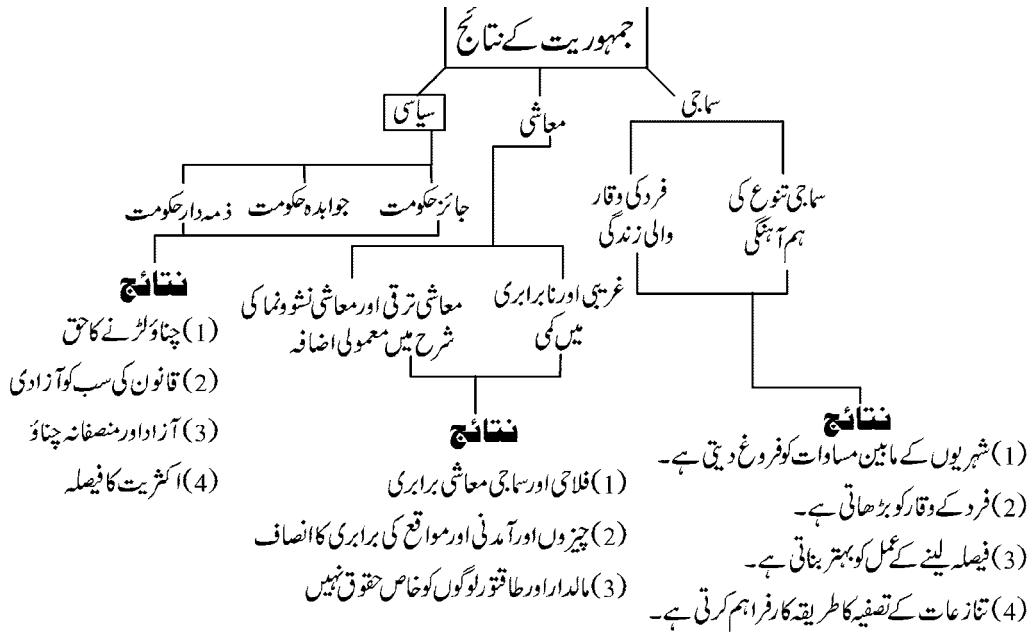 جمہوریت کے نتائج
سماجی
معاشی
سیاسی
سماجی تنوع کی
ہم آہنگی
فرد کی وقار
والی زندگی
جائز حکومت
جوابدہ حکومت
ذمہ دار حکومت
غریبی اور نابرابری
میں کمی
معاشی ترقی اور معاشی نشوونما کی
شرح میں معمولی اضافہ
نتائج
(1) شہریوں کے مابین مساوات کو فروغ دیتی ہے۔
(2) فرد کے وقار کو بڑھاتی ہے۔
(3) فیصلہ لینے کے عمل کو بہتر بناتی ہے۔
(4) تنازعات کے تصفیہ کا طریقہ کار فراہم کرتی ہے۔
نتائج
(1) فلاحی اور سماجی معاشی برابری
(2) چیزوں اور آمدنی اور مواقع کی برابری کا انصاف
(3) مالدار اور طاقتور لوگوں کو خاص حقوق نہیں
نتائج
(1) چناؤ لڑنے کا حق
(2) قانون کی سب کو آزادی
(3) آزاد اور منصفانہ چناؤ
(4) اکثریت کا فیصلہ